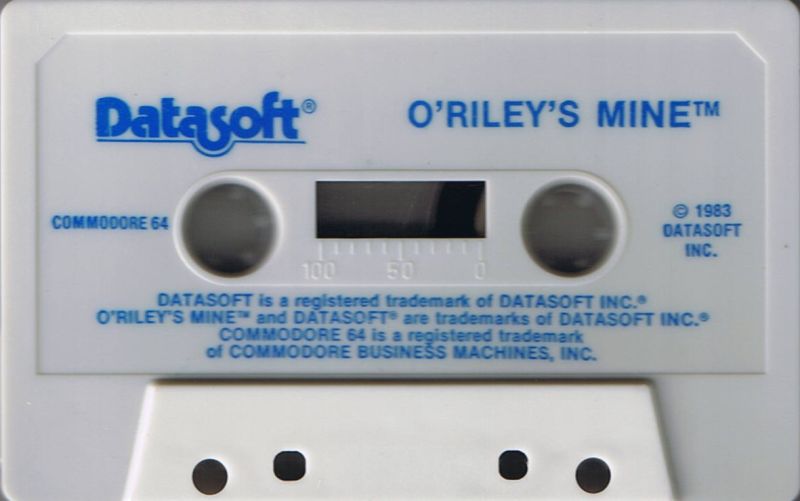 Datasoft®
O'RILEY'S MINE™
COMMODORE 64
© 1983
DATASOFT
INC.
100 50 0
DATASOFT is a registered trademark of DATASOFT INC.®
O'RILEY'S MINE™ and DATASOFT® are trademarks of DATASOFT INC.®
COMMODORE 64 is a registered trademark
of COMMODORE BUSINESS MACHINES, INC.